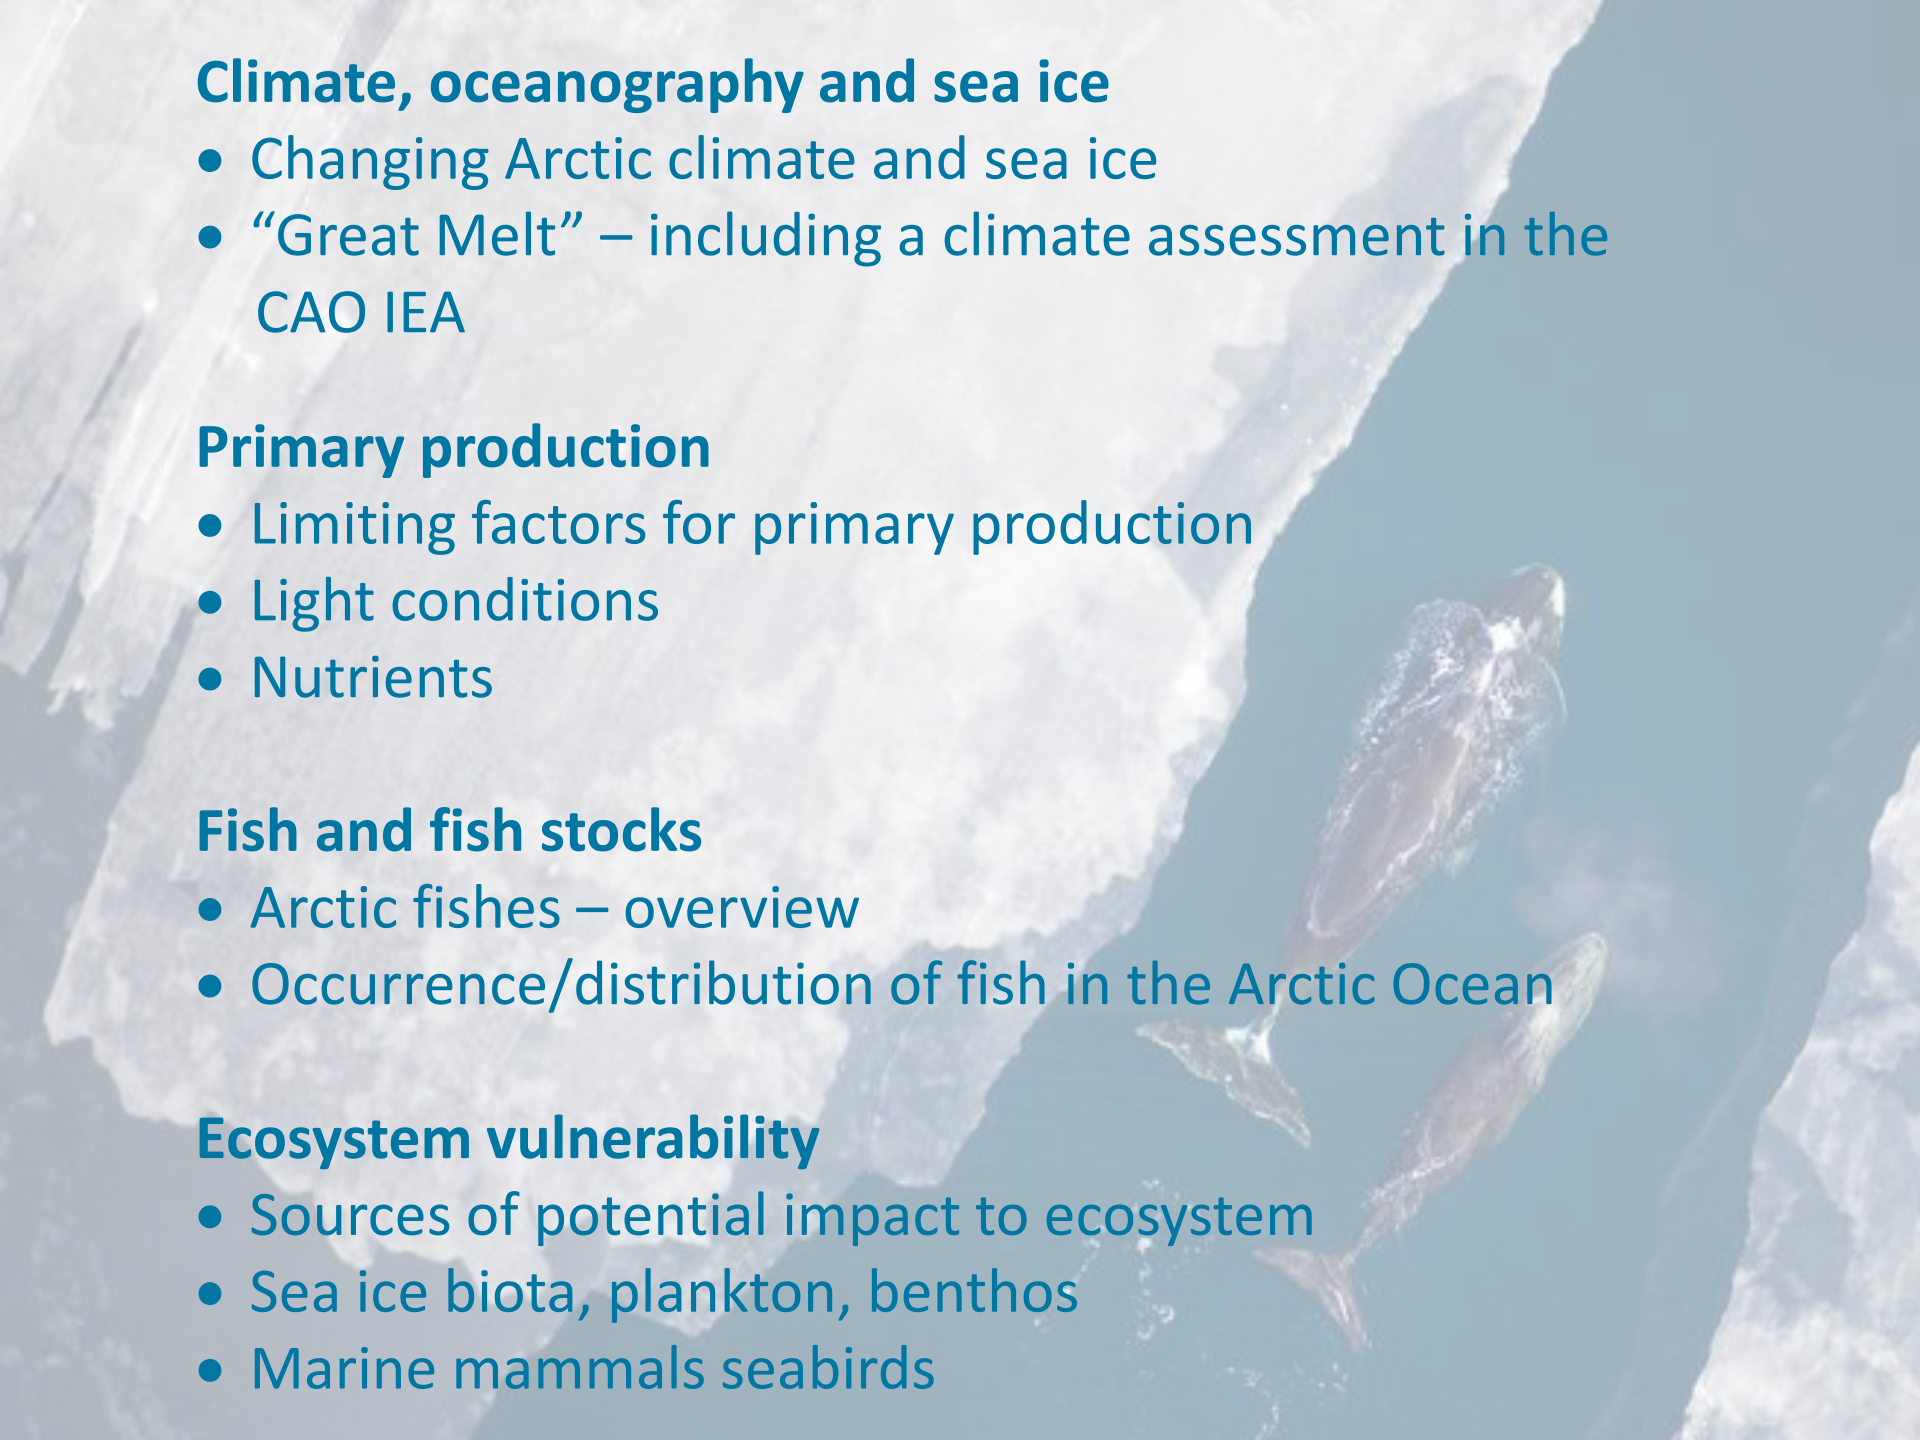 Climate, oceanography and sea ice
• Changing Arctic climate and sea ice
• “Great Melt” – including a climate assessment in the
CAO IEA
Primary production
• Limiting factors for primary production
• Light conditions
• Nutrients
Fish and fish stocks
• Arctic fishes – overview
• Occurrence/distribution of fish in the Arctic Ocean
Ecosystem vulnerability
• Sources of potential impact to ecosystem
• Sea ice biota, plankton, benthos
• Marine mammals seabirds